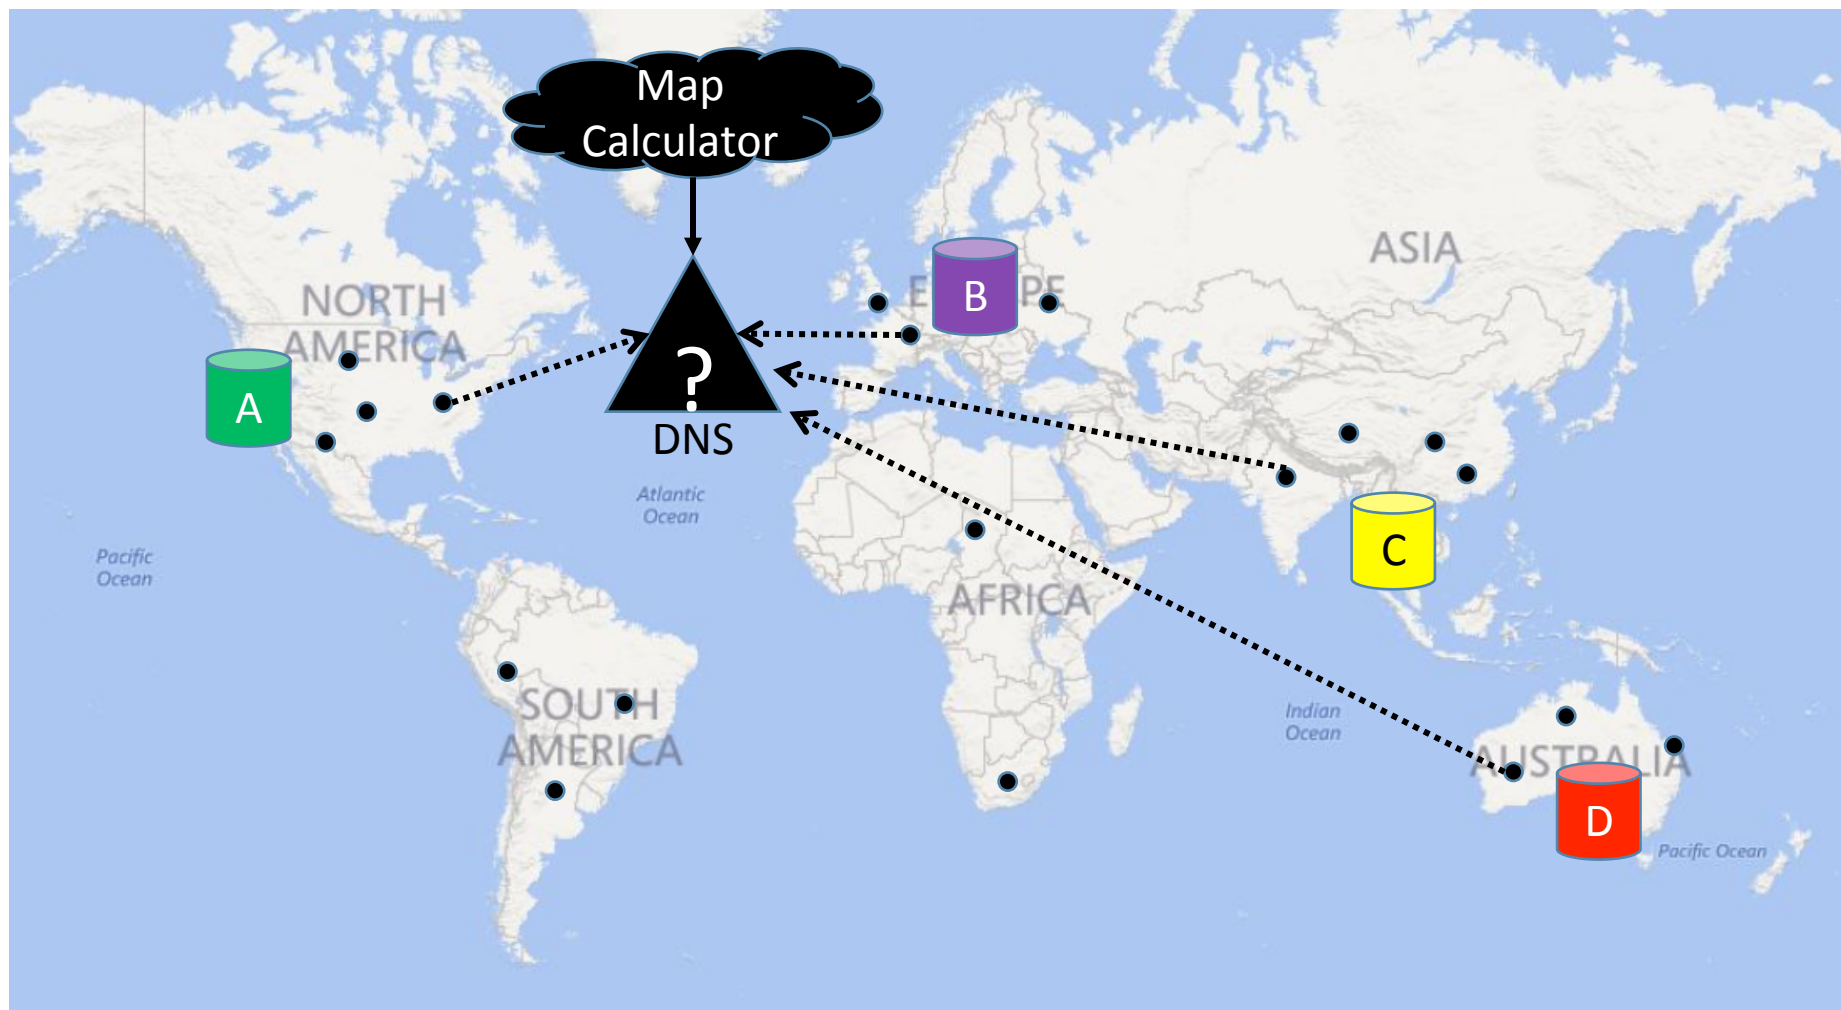 Map
Calculator
ASIA
NORTH
AMERICA
B
?
A
DNS
Atlantic
Ocean
Pacific
Ocean
C
AFRICA
SOUTH
AMERICA
Indian
Ocean
AUSTRALIA
D
Pacific Ocean